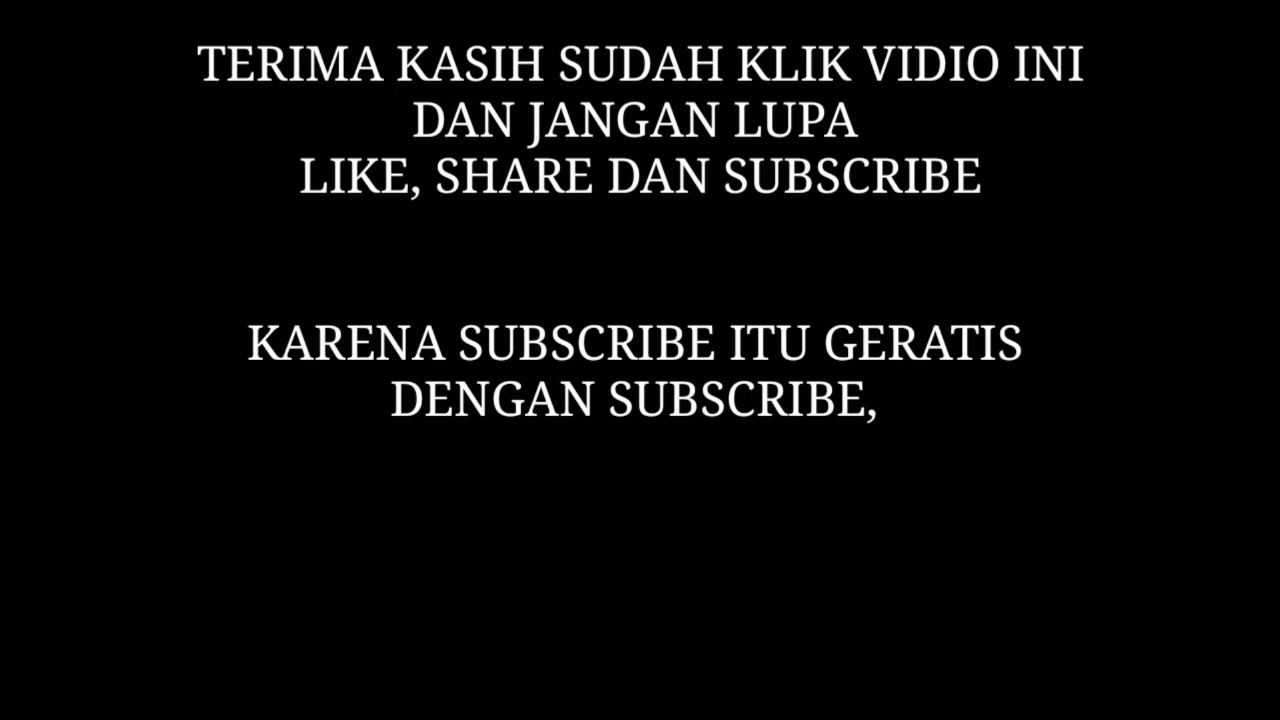 TERIMA KASIH SUDAH KLIK VIDIO INI
DAN JANGAN LUPA
LIKE, SHARE DAN SUBSCRIBE
KARENA SUBSCRIBE ITU GERATIS
DENGAN SUBSCRIBE,